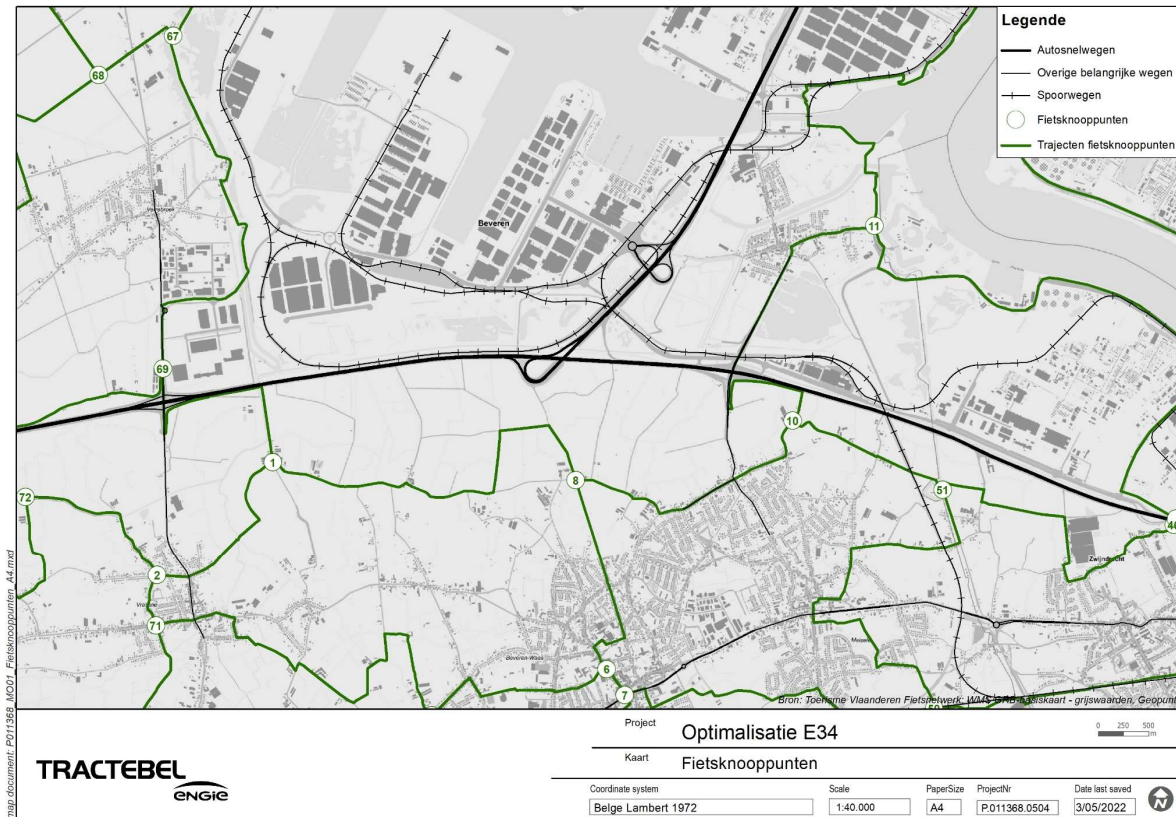 Legende
Autosnelwegen
Overige belangrijke wegen
Spoorwegen
Fietsknooppunten
Trajecten fietsknooppunten
67
68
Beveren
11
69
10
1
8
72
51
46
Zwijndrecht
2
Vrasene
71
Beveren-Waas
6
7
Bron: Toerisme Vlaanderen Fietsnetwerk; WMS GRB-basiskaart - grijswaarden, Geopunt
map document: P011368_MO01_Fietsknooppunten_A4.mxd
Project
Optimalisatie E34
0 250 500
m
Kaart
Fietsknooppunten
TRACTEBEL
ENGIE
Coordinate system
Scale
PaperSize
ProjectNr
Date last saved
Belge Lambert 1972
1:40.000
A4
P.011368.0504
3/05/2022
N